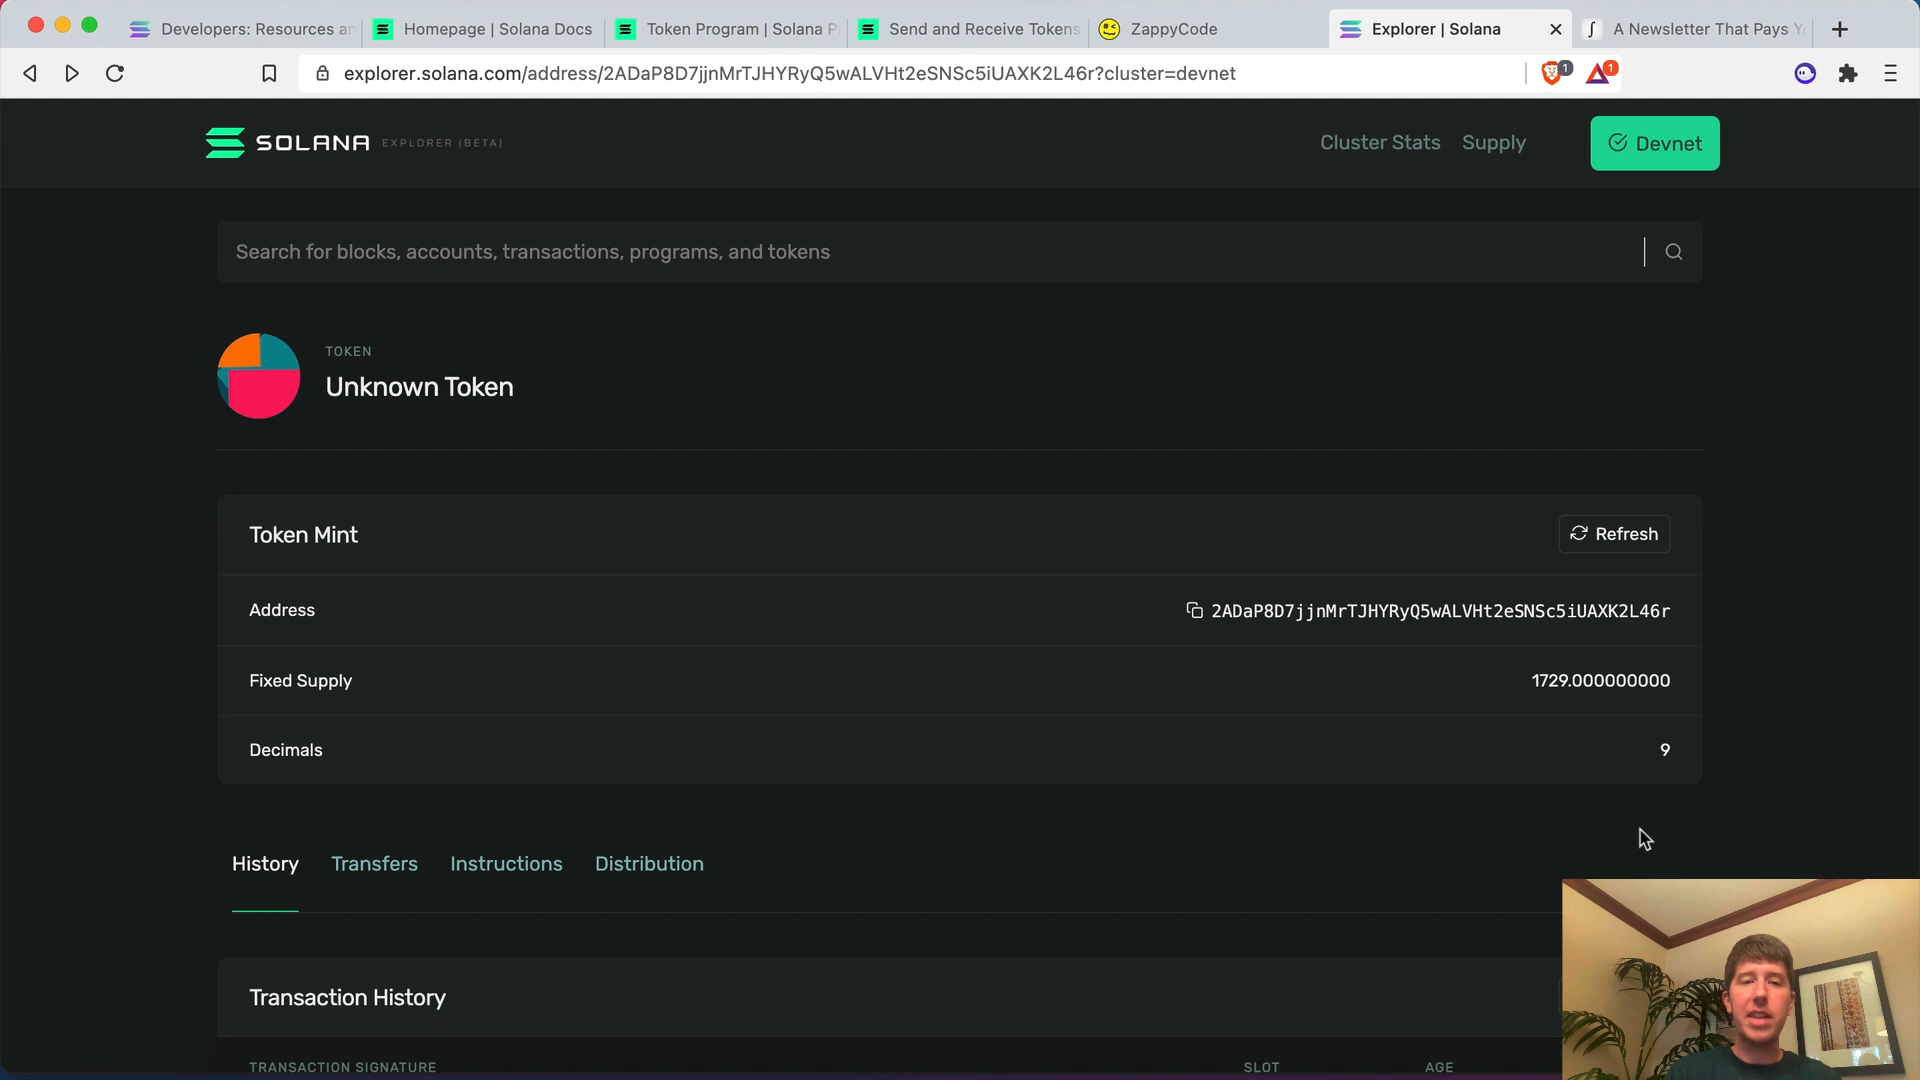 Developers: Resources an
Homepage | Solana Docs
Token Program | Solana P
Send and Receive Tokens
ZappyCode
Explorer | Solana
A Newsletter That Pays Y
explorer.solana.com/address/2ADaP8D7jjnMrTJHYRyQ5wALVHt2eSNSc5iUAXK2L46r?cluster=devnet
1
1
SOLANA EXPLORER (BETA)
Cluster Stats
Supply
Devnet
Search for blocks, accounts, transactions, programs, and tokens
TOKEN
Unknown Token
Token Mint
Refresh
Address
2ADaP8D7jjnMrTJHYRyQ5wALVHt2eSNSc5iUAXK2L46r
Fixed Supply
1729.000000000
Decimals
9
History
Transfers
Instructions
Distribution
Transaction History
TRANSACTION SIGNATURE
SLOT
AGE